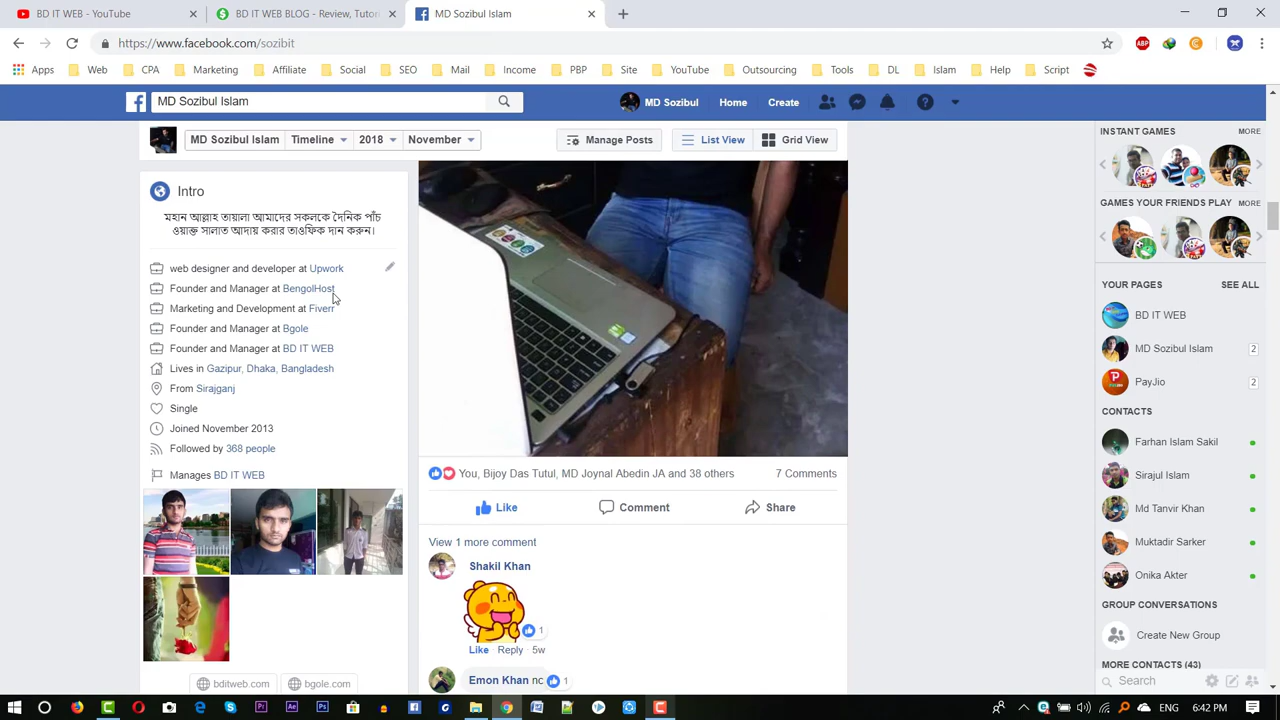 BD IT WEB - YouTube
BD IT WEB BLOG - Review, Tutor
MD Sozibul Islam
https://www.facebook.com/sozibit
ABP
Apps Web CPA Marketing Affiliate Social SEO Mail Income PBP Site YouTube Outsourcing Tools DL Islam Help Script
MD Sozibul Islam
MD Sozibul Home Create
MD Sozibul Islam Timeline 2018 November
Manage Posts List View Grid View
Intro
মহান আল্লাহ তায়ালা আমাদের সকলকে দৈনিক পাঁচ
ওয়াক্ত সালাত আদায় করার তাওফিক দান করুন।
web designer and developer at Upwork
Founder and Manager at BengolHost
Marketing and Development at Fiverr
Founder and Manager at Bgole
Founder and Manager at BD IT WEB
Lives in Gazipur, Dhaka, Bangladesh
From Sirajganj
Single
Joined November 2013
Followed by 368 people
Manages BD IT WEB
bditweb.com bgole.com
You, Bijoy Das Tutul, MD Joynal Abedin JA and 38 others 7 Comments
Like Comment Share
View 1 more comment
Shakil Khan
1
Like · Reply · 5w
Emon Khan nc 1
INSTANT GAMES MORE
GAMES YOUR FRIENDS PLAY MORE
YOUR PAGES SEE ALL
BD IT WEB
MD Sozibul Islam 2
PayJio 2
CONTACTS
Farhan Islam Sakil
Sirajul Islam
Md Tanvir Khan
Muktadir Sarker
Onika Akter
GROUP CONVERSATIONS
Create New Group
MORE CONTACTS (43)
Search
ENG 6:42 PM